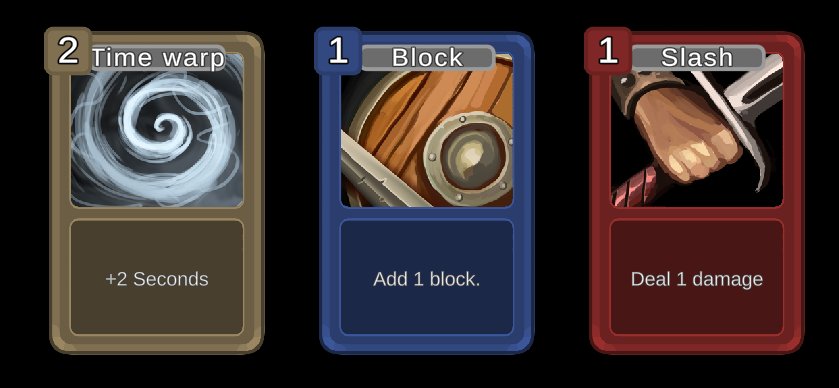 2
Time warp
+2 Seconds
1
Block
Add 1 block.
1
Slash
Deal 1 damage